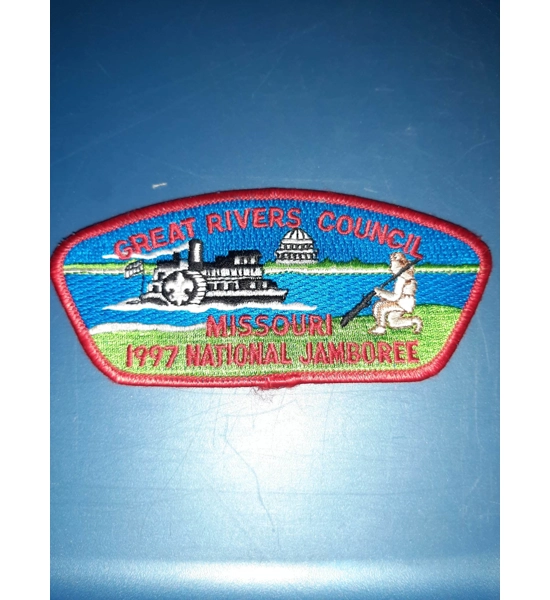 GREAT RIVERS COUNCIL
MISSOURI
1997 NATIONAL JAMBOREE